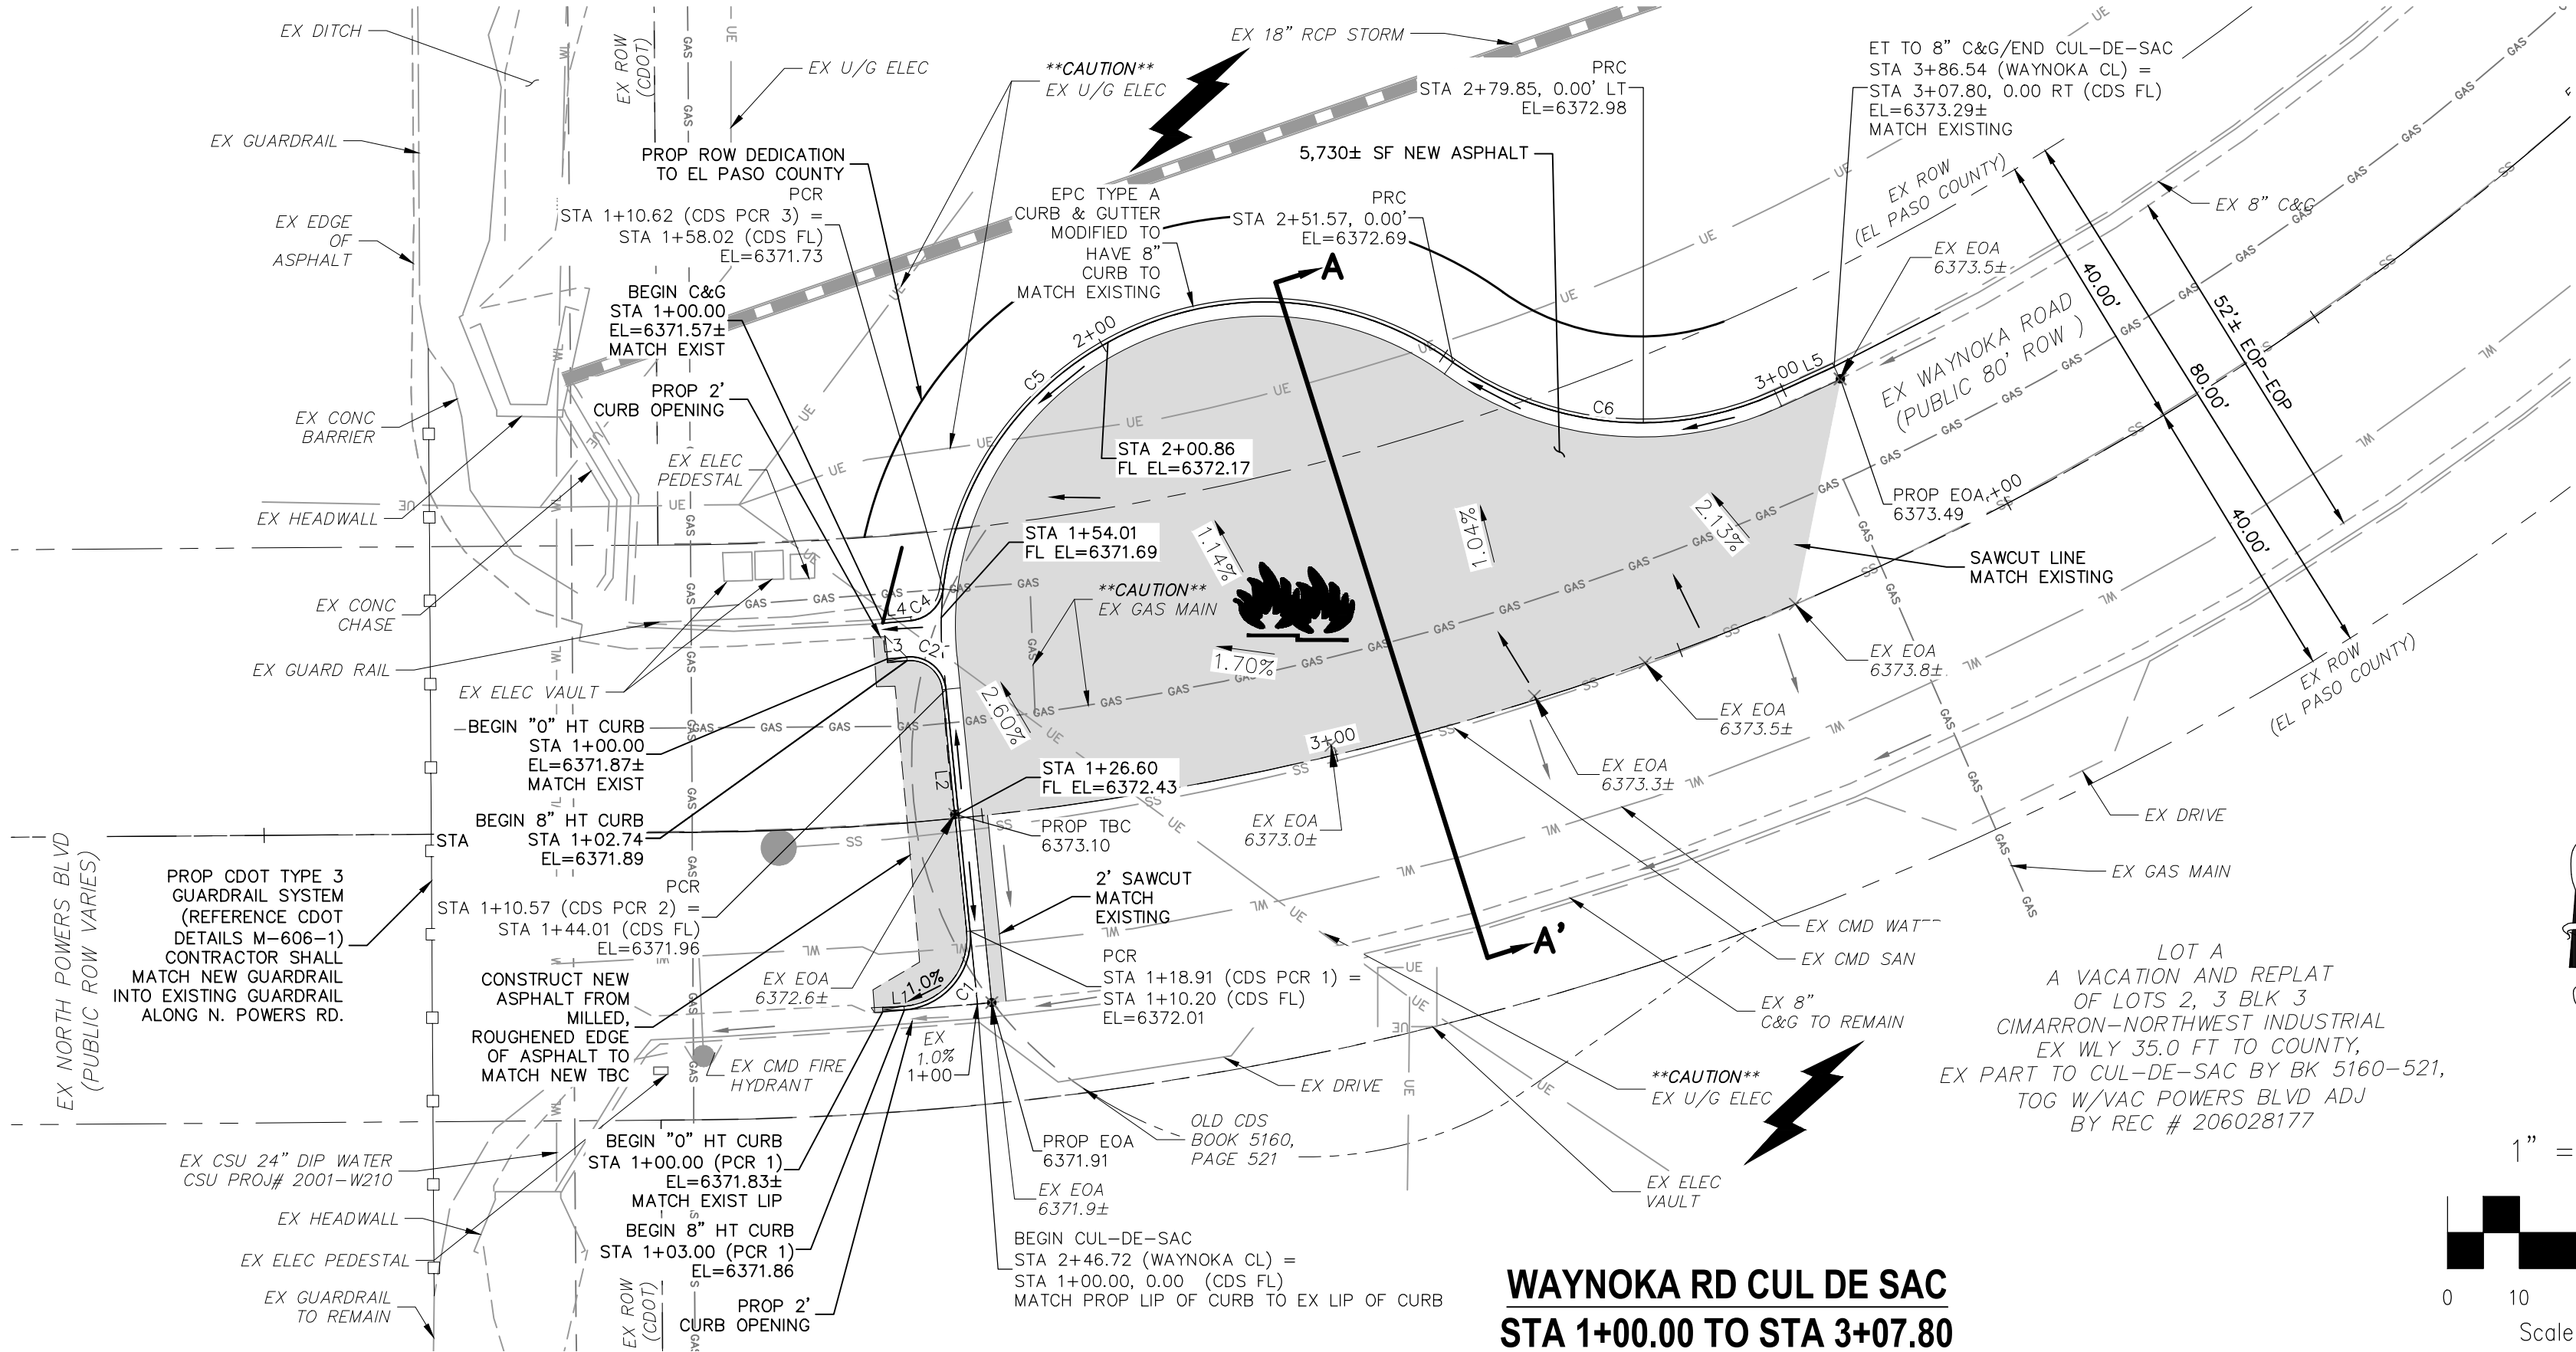 EX DITCH
EX GUARDRAIL
EX EDGE
OF
ASPHALT
EX CONC
BARRIER
EX HEADWALL
EX CONC
CHASE
EX GUARD RAIL
EX ELEC VAULT
EX ROW
(CDOT)
EX U/G ELEC
**CAUTION**
EX U/G ELEC
EX 18" RCP STORM
PROP ROW DEDICATION
TO EL PASO COUNTY
PCR
STA 1+10.62 (CDS PCR 3) =
STA 1+58.02 (CDS FL)
EL=6371.73
BEGIN C&G
STA 1+00.00
EL=6371.57±
MATCH EXIST
PROP 2'
CURB OPENING
EX ELEC
PEDESTAL
EPC TYPE A
CURB & GUTTER
MODIFIED TO
HAVE 8"
CURB TO
MATCH EXISTING
PRC
STA 2+51.57, 0.00'
EL=6372.69
PRC
STA 2+79.85, 0.00' LT
EL=6372.98
5,730± SF NEW ASPHALT
ET TO 8" C&G/END CUL-DE-SAC
STA 3+86.54 (WAYNOKA CL) =
STA 3+07.80, 0.00 RT (CDS FL)
EL=6373.29±
MATCH EXISTING
EX ROW
(EL PASO COUNTY)
EX 8" C&G
EX EOA
6373.5±
40.00'
80.00'
52'± EOP-EOP
40.00'
EX WAYNOKA ROAD
(PUBLIC 80' ROW )
A
2+00
C5
C6
3+00
L5
STA 2+00.86
FL EL=6372.17
STA 1+54.01
FL EL=6371.69
**CAUTION**
EX GAS MAIN
1.14%
1.04%
2.13%
1.70%
2.60%
PROP EOA
6373.49
+00
SAWCUT LINE
MATCH EXISTING
EX EOA
6373.8±
EX EOA
6373.5±
EX EOA
6373.3±
EX EOA
6373.0±
3+00
EX ROW
(EL PASO COUNTY)
L4
C4
L3
C2
L2
BEGIN "0" HT CURB
STA 1+00.00
EL=6371.87±
MATCH EXIST
BEGIN 8" HT CURB
STA 1+02.74
EL=6371.89
STA
STA 1+26.60
FL EL=6372.43
PROP TBC
6373.10
2' SAWCUT
MATCH
EXISTING
PCR
STA 1+10.57 (CDS PCR 2) =
STA 1+44.01 (CDS FL)
EL=6371.96
PCR
STA 1+18.91 (CDS PCR 1) =
STA 1+10.20 (CDS FL)
EL=6372.01
EX EOA
6372.6±
L1
1.0%
C1
EX
1.0%
1+00
EX NORTH POWERS BLVD
(PUBLIC ROW VARIES)
PROP CDOT TYPE 3
GUARDRAIL SYSTEM
(REFERENCE CDOT
DETAILS M-606-1)
CONTRACTOR SHALL
MATCH NEW GUARDRAIL
INTO EXISTING GUARDRAIL
ALONG N. POWERS RD.
CONSTRUCT NEW
ASPHALT FROM
MILLED,
ROUGHENED EDGE
OF ASPHALT TO
MATCH NEW TBC
EX CMD FIRE
HYDRANT
EX CSU 24" DIP WATER
CSU PROJ# 2001-W210
EX HEADWALL
EX ELEC PEDESTAL
EX GUARDRAIL
TO REMAIN
BEGIN "0" HT CURB
STA 1+00.00 (PCR 1)
EL=6371.83±
MATCH EXIST LIP
BEGIN 8" HT CURB
STA 1+03.00 (PCR 1)
EL=6371.86
PROP 2'
CURB OPENING
EX ROW
(CDOT)
PROP EOA
6371.91
EX EOA
6371.9±
BEGIN CUL-DE-SAC
STA 2+46.72 (WAYNOKA CL) =
STA 1+00.00, 0.00 (CDS FL)
MATCH PROP LIP OF CURB TO EX LIP OF CURB
OLD CDS
BOOK 5160,
PAGE 521
EX DRIVE
A'
EX DRIVE
EX GAS MAIN
EX CMD SAN
EX 8"
C&G TO REMAIN
**CAUTION**
EX U/G ELEC
EX ELEC
VAULT
LOT A
A VACATION AND REPLAT
OF LOTS 2, 3 BLK 3
CIMARRON-NORTHWEST INDUSTRIAL
EX WLY 35.0 FT TO COUNTY,
EX PART TO CUL-DE-SAC BY BK 5160-521,
TOG W/VAC POWERS BLVD ADJ
BY REC # 206028177
1" =
0 10
Scale
WAYNOKA RD CUL DE SAC
STA 1+00.00 TO STA 3+07.80